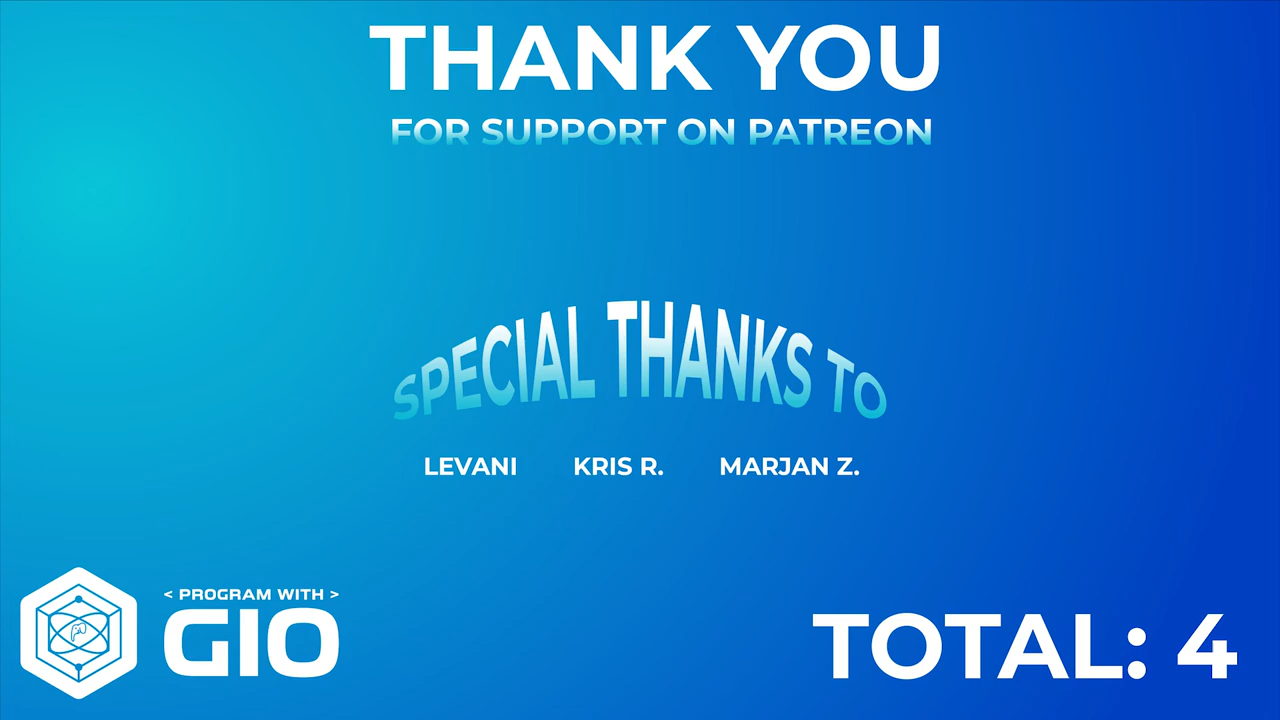 THANK YOU
FOR SUPPORT ON PATREON
SPECIAL THANKS TO
LEVANI KRIS R. MARJAN Z.
< PROGRAM WITH >
GIO
TOTAL: 4